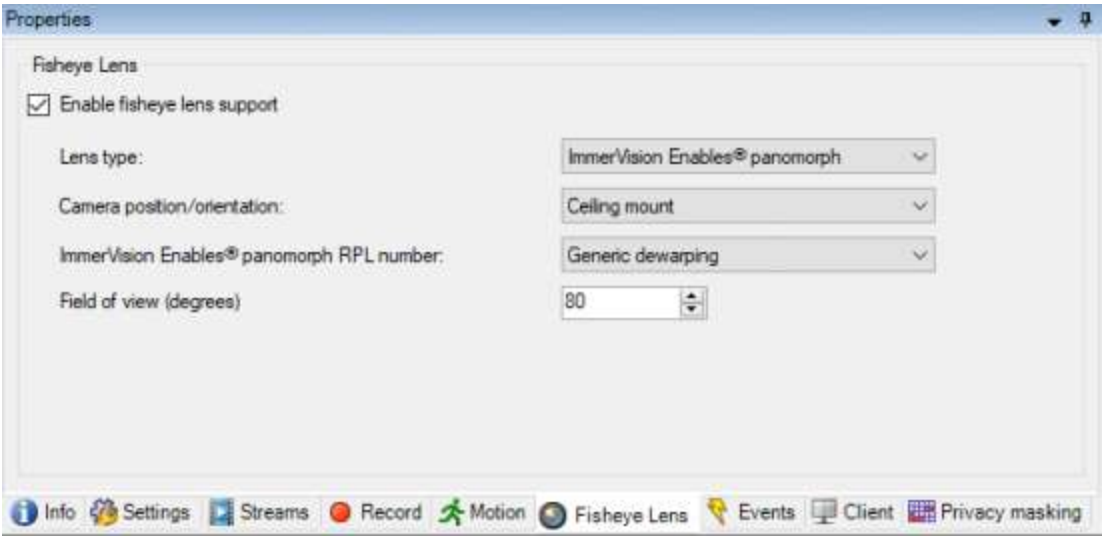 Properties
Fisheye Lens
Enable fisheye lens support
Lens type: ImmerVision Enables® panomorph
Camera position/orientation: Ceiling mount
ImmerVision Enables® panomorph RPL number: Generic dewarping
Field of view (degrees) 80
Info Settings Streams Record Motion Fisheye Lens Events Client Privacy masking